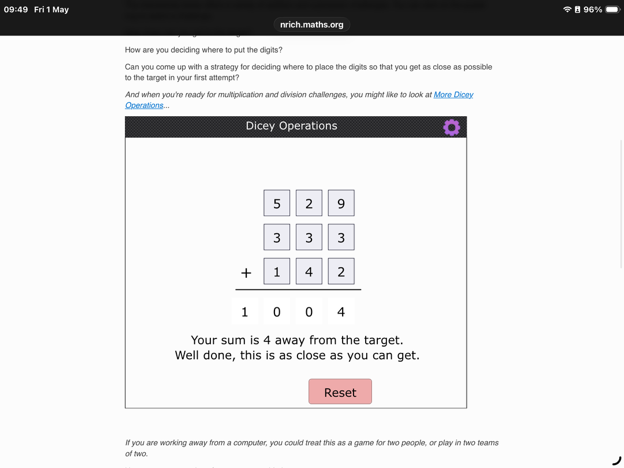 09:49 Fri 1 May
96%
nrich.maths.org
How are you deciding where to put the digits?
Can you come up with a strategy for deciding where to place the digits so that you get as close as possible
to the target in your first attempt?
And when you're ready for multiplication and division challenges, you might like to look at More Dicey
Operations...
Dicey Operations
5 2 9
3 3 3
+ 1 4 2
1 0 0 4
Your sum is 4 away from the target.
Well done, this is as close as you can get.
Reset
If you are working away from a computer, you could treat this as a game for two people, or play in two teams
of two.